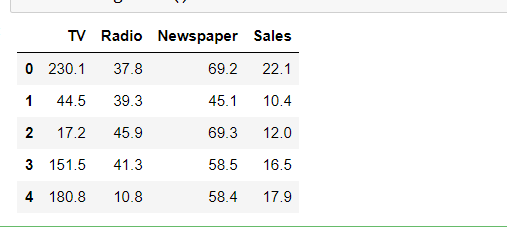 TV Radio Newspaper Sales
0 230.1 37.8 69.2 22.1
1 44.5 39.3 45.1 10.4
2 17.2 45.9 69.3 12.0
3 151.5 41.3 58.5 16.5
4 180.8 10.8 58.4 17.9